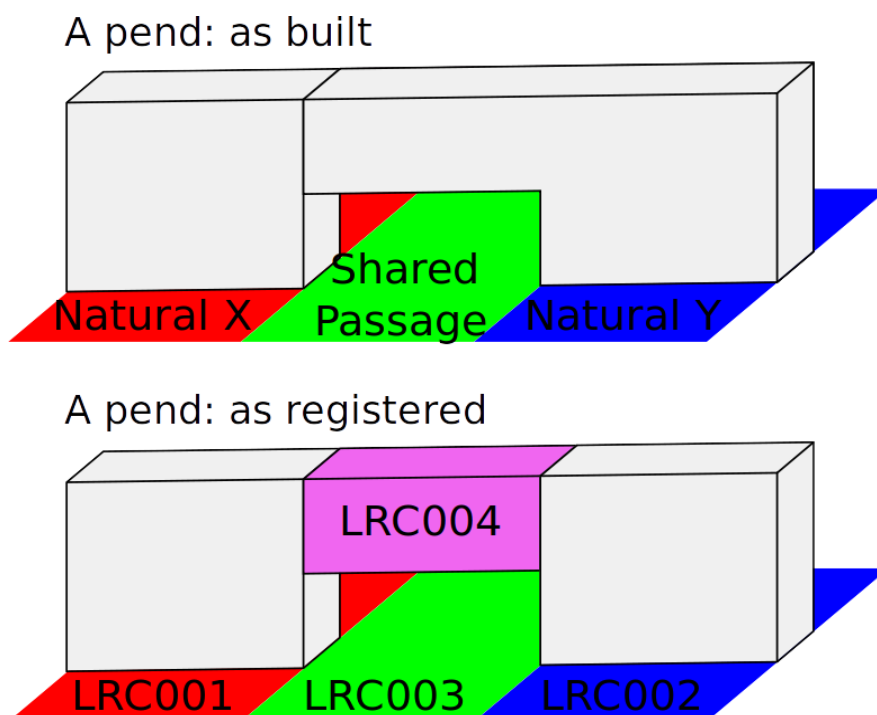 A pend: as built
Shared
Passage
Natural X
Natural Y
A pend: as registered
LRC004
LRC001
LRC003
LRC002